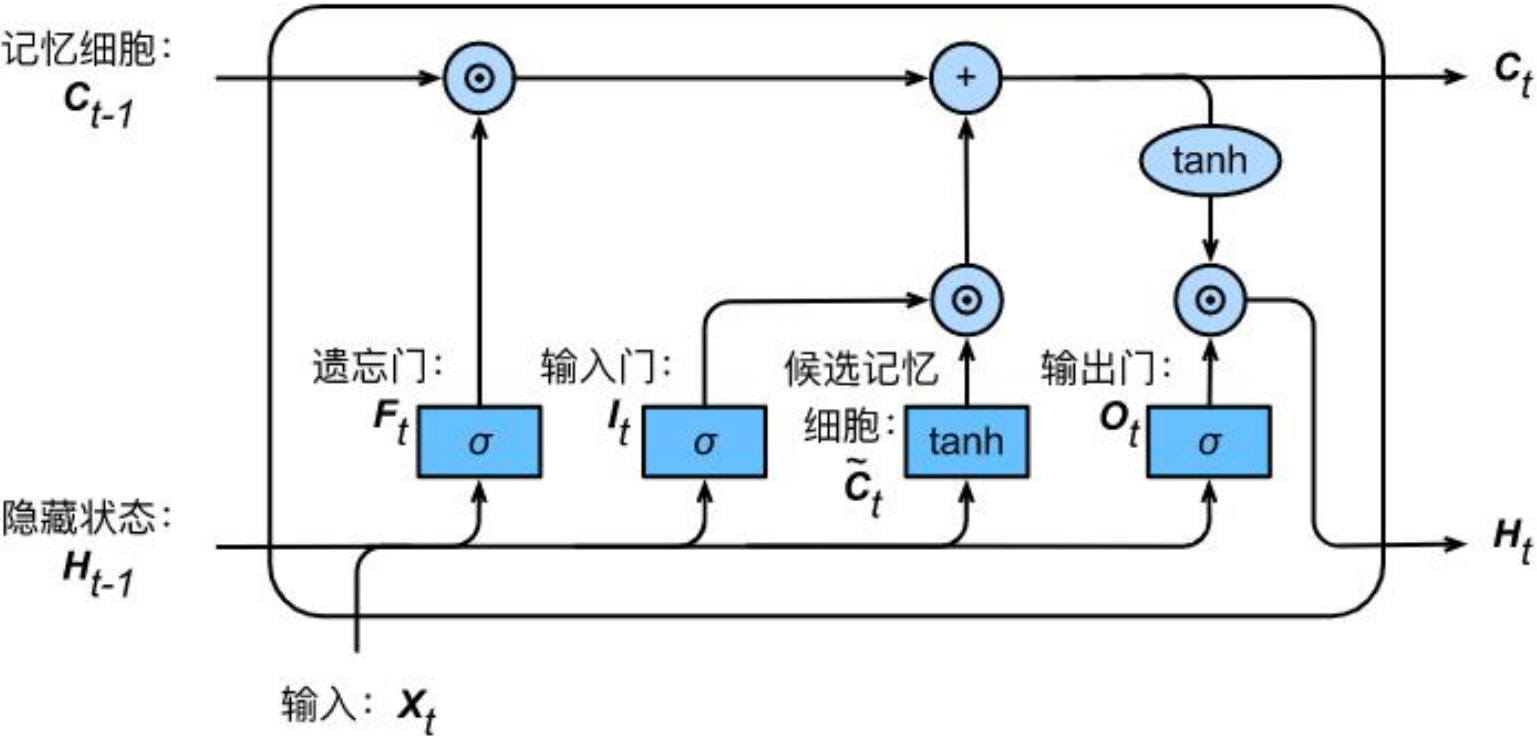 记忆细胞：
C_{t-1}
⊙
+
C_t
tanh
⊙
⊙
遗忘门：
F_t
σ
输入门：
I_t
σ
候选记忆
细胞：
C̃_t
tanh
输出门：
O_t
σ
隐藏状态：
H_{t-1}
H_t
输入： X_t